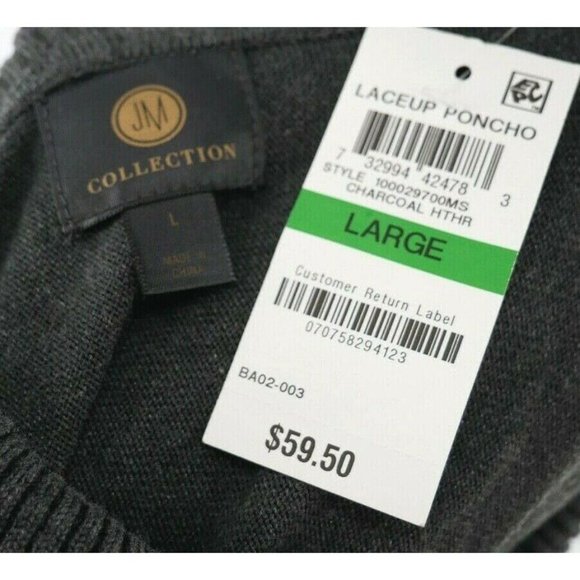 JM
COLLECTION
L
MADE IN
CHINA
LACEUP PONCHO
7 32994 42478 3
STYLE 100029700MS
CHARCOAL HTHR
LARGE
Customer Return Label
070758294123
BA02-003
$59.50